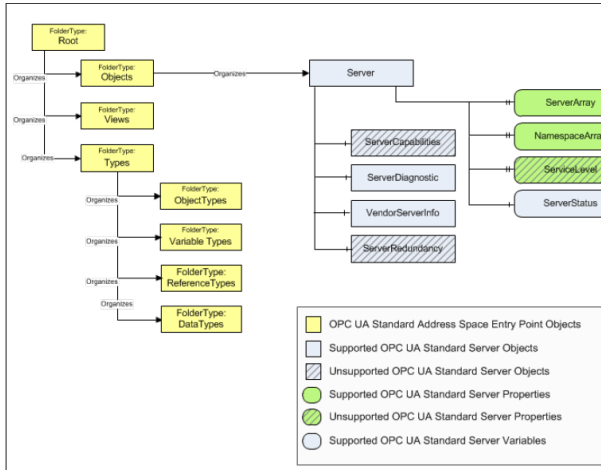 FolderType:
Root
Organizes
FolderType:
Objects
Organizes
Server
Organizes
FolderType:
Views
Organizes
FolderType:
Types
Organizes
FolderType:
ObjectTypes
Organizes
FolderType:
Variable Types
Organizes
FolderType:
ReferenceTypes
Organizes
FolderType:
DataTypes
ServerCapabilities
ServerDiagnostic
VendorServerInfo
ServerRedundancy
ServerArray
NamespaceArra
ServiceLevel
ServerStatus
OPC UA Standard Address Space Entry Point Objects
Supported OPC UA Standard Server Objects
Unsupported OPC UA Standard Server Objects
Supported OPC UA Standard Server Properties
Unsupported OPC UA Standard Server Properties
Supported OPC UA Standard Server Variables